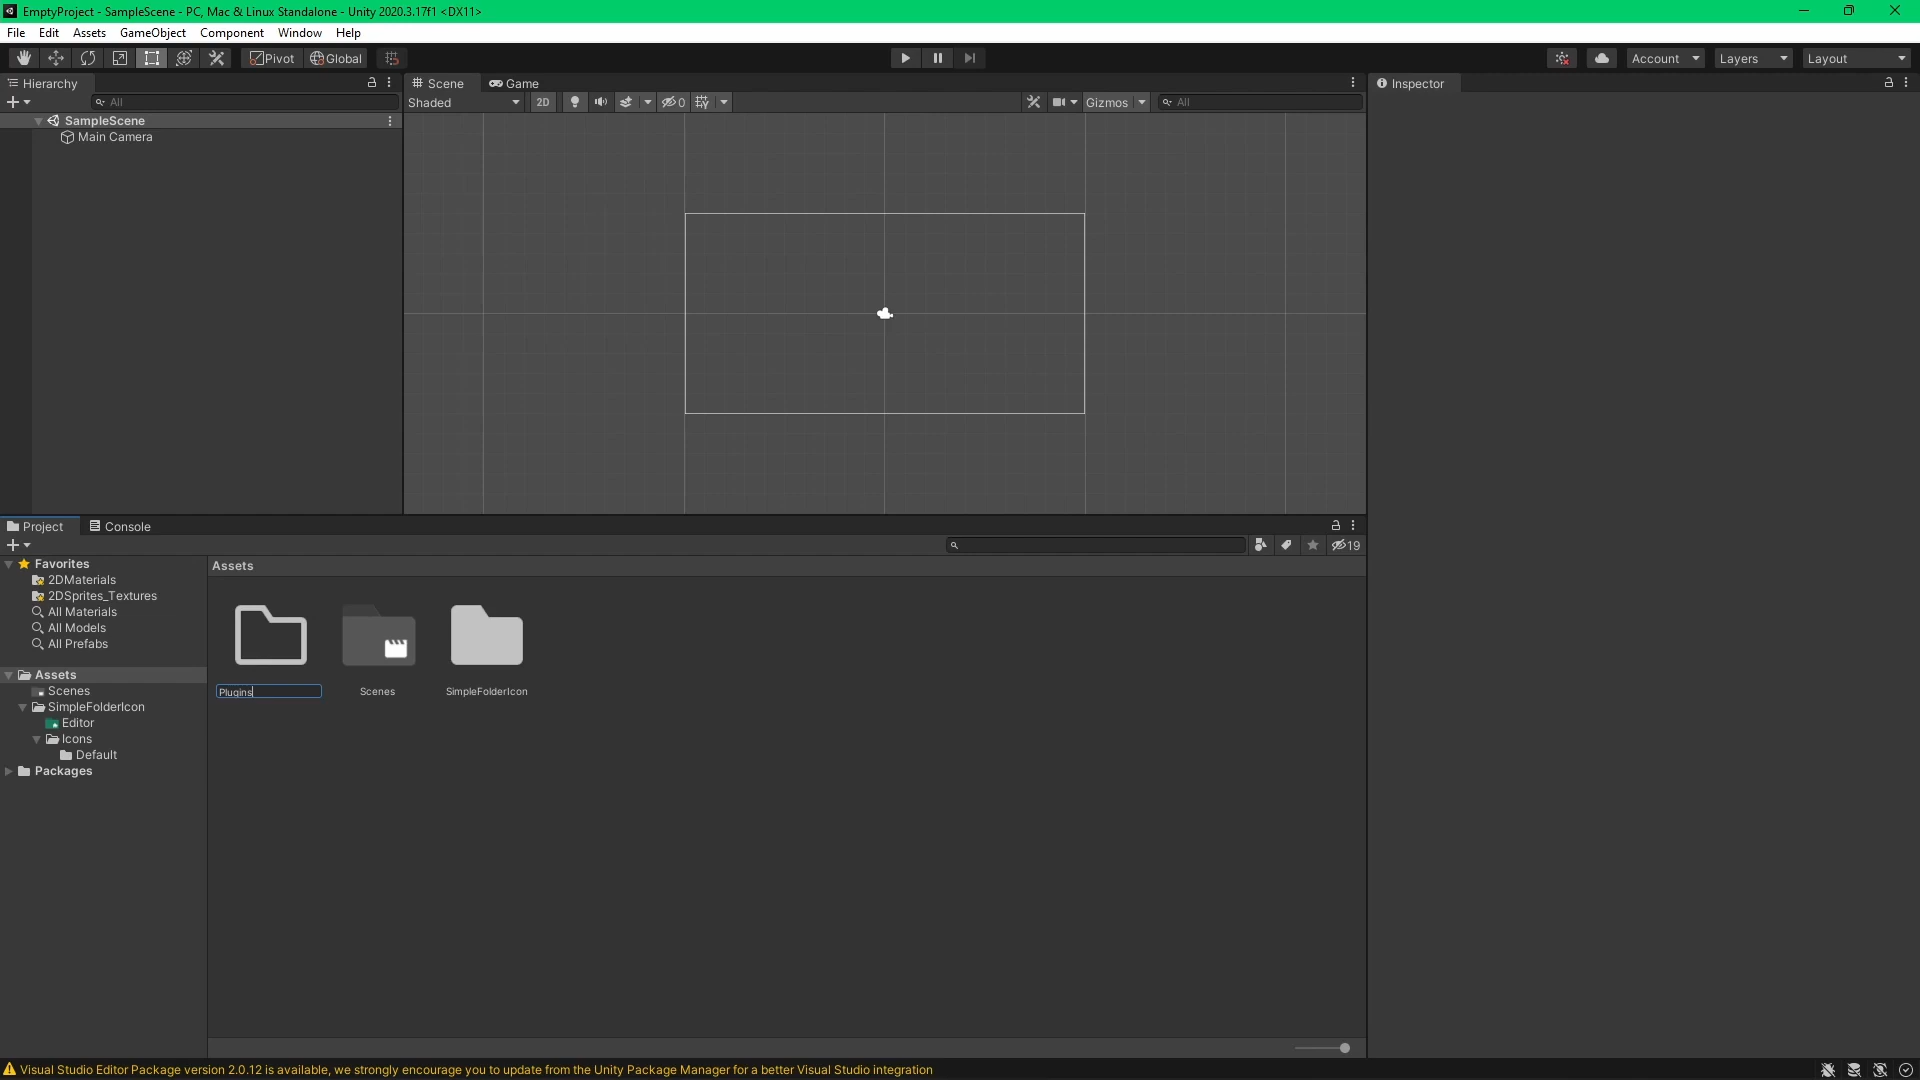 EmptyProject - SampleScene - PC, Mac & Linux Standalone - Unity 2020.3.17f1 <DX11>
File Edit Assets GameObject Component Window Help
Pivot Global Account Layers Layout
Hierarchy
All
SampleScene
Main Camera
Scene Game
Shaded 2D 0 Gizmos All
Inspector
Project Console
19
Favorites
2DMaterials
2DSprites_Textures
All Materials
All Models
All Prefabs
Assets
Scenes
SimpleFolderIcon
Editor
Icons
Default
Packages
Assets
Plugins Scenes SimpleFolderIcon
Visual Studio Editor Package version 2.0.12 is available, we strongly encourage you to update from the Unity Package Manager for a better Visual Studio integration